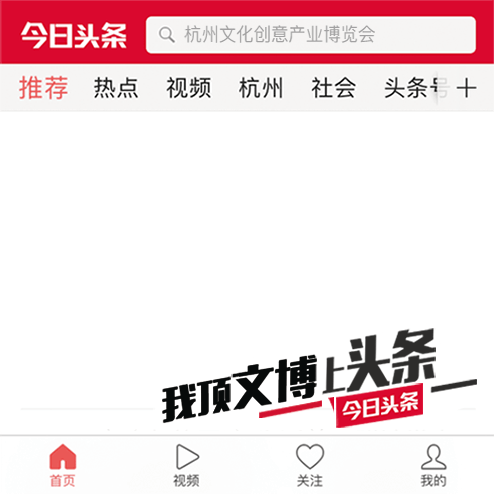 今日头条 杭州文化创意产业博览会
推荐 热点 视频 杭州 社会 头条号 +
我顶文博上头条
今日头条
首页 视频 关注 我的